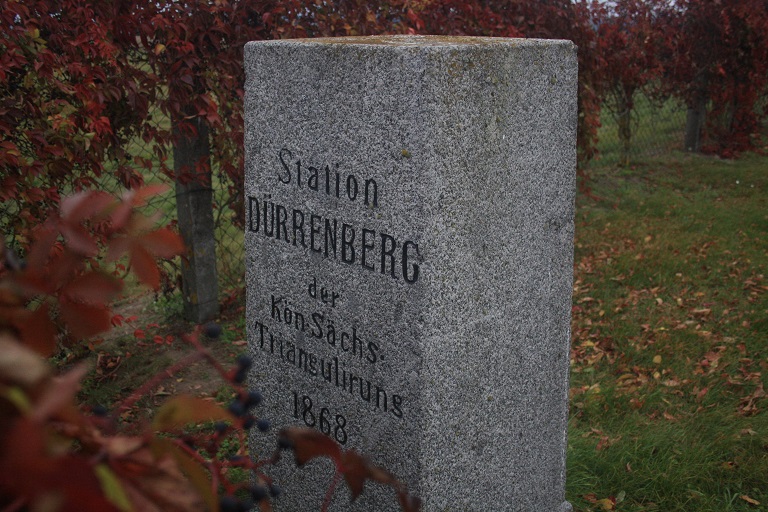 Station
DÜRRENBERG
der
Kön. Sächs.
Triangulirung
1868